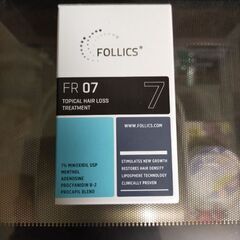 FOLLICS+
FR 07
TOPICAL HAIR LOSS
TREATMENT
7
WWW.FOLLICS.COM
7% MINOXIDIL USP
MENTHOL
ADENOSINE
PROCYANIDIN B-2
PROCAPIL BLEND
STIMULATES NEW GROWTH
RESTORES HAIR DENSITY
LIPOSPHERE TECHNOLOGY
CLINICALLY PROVEN